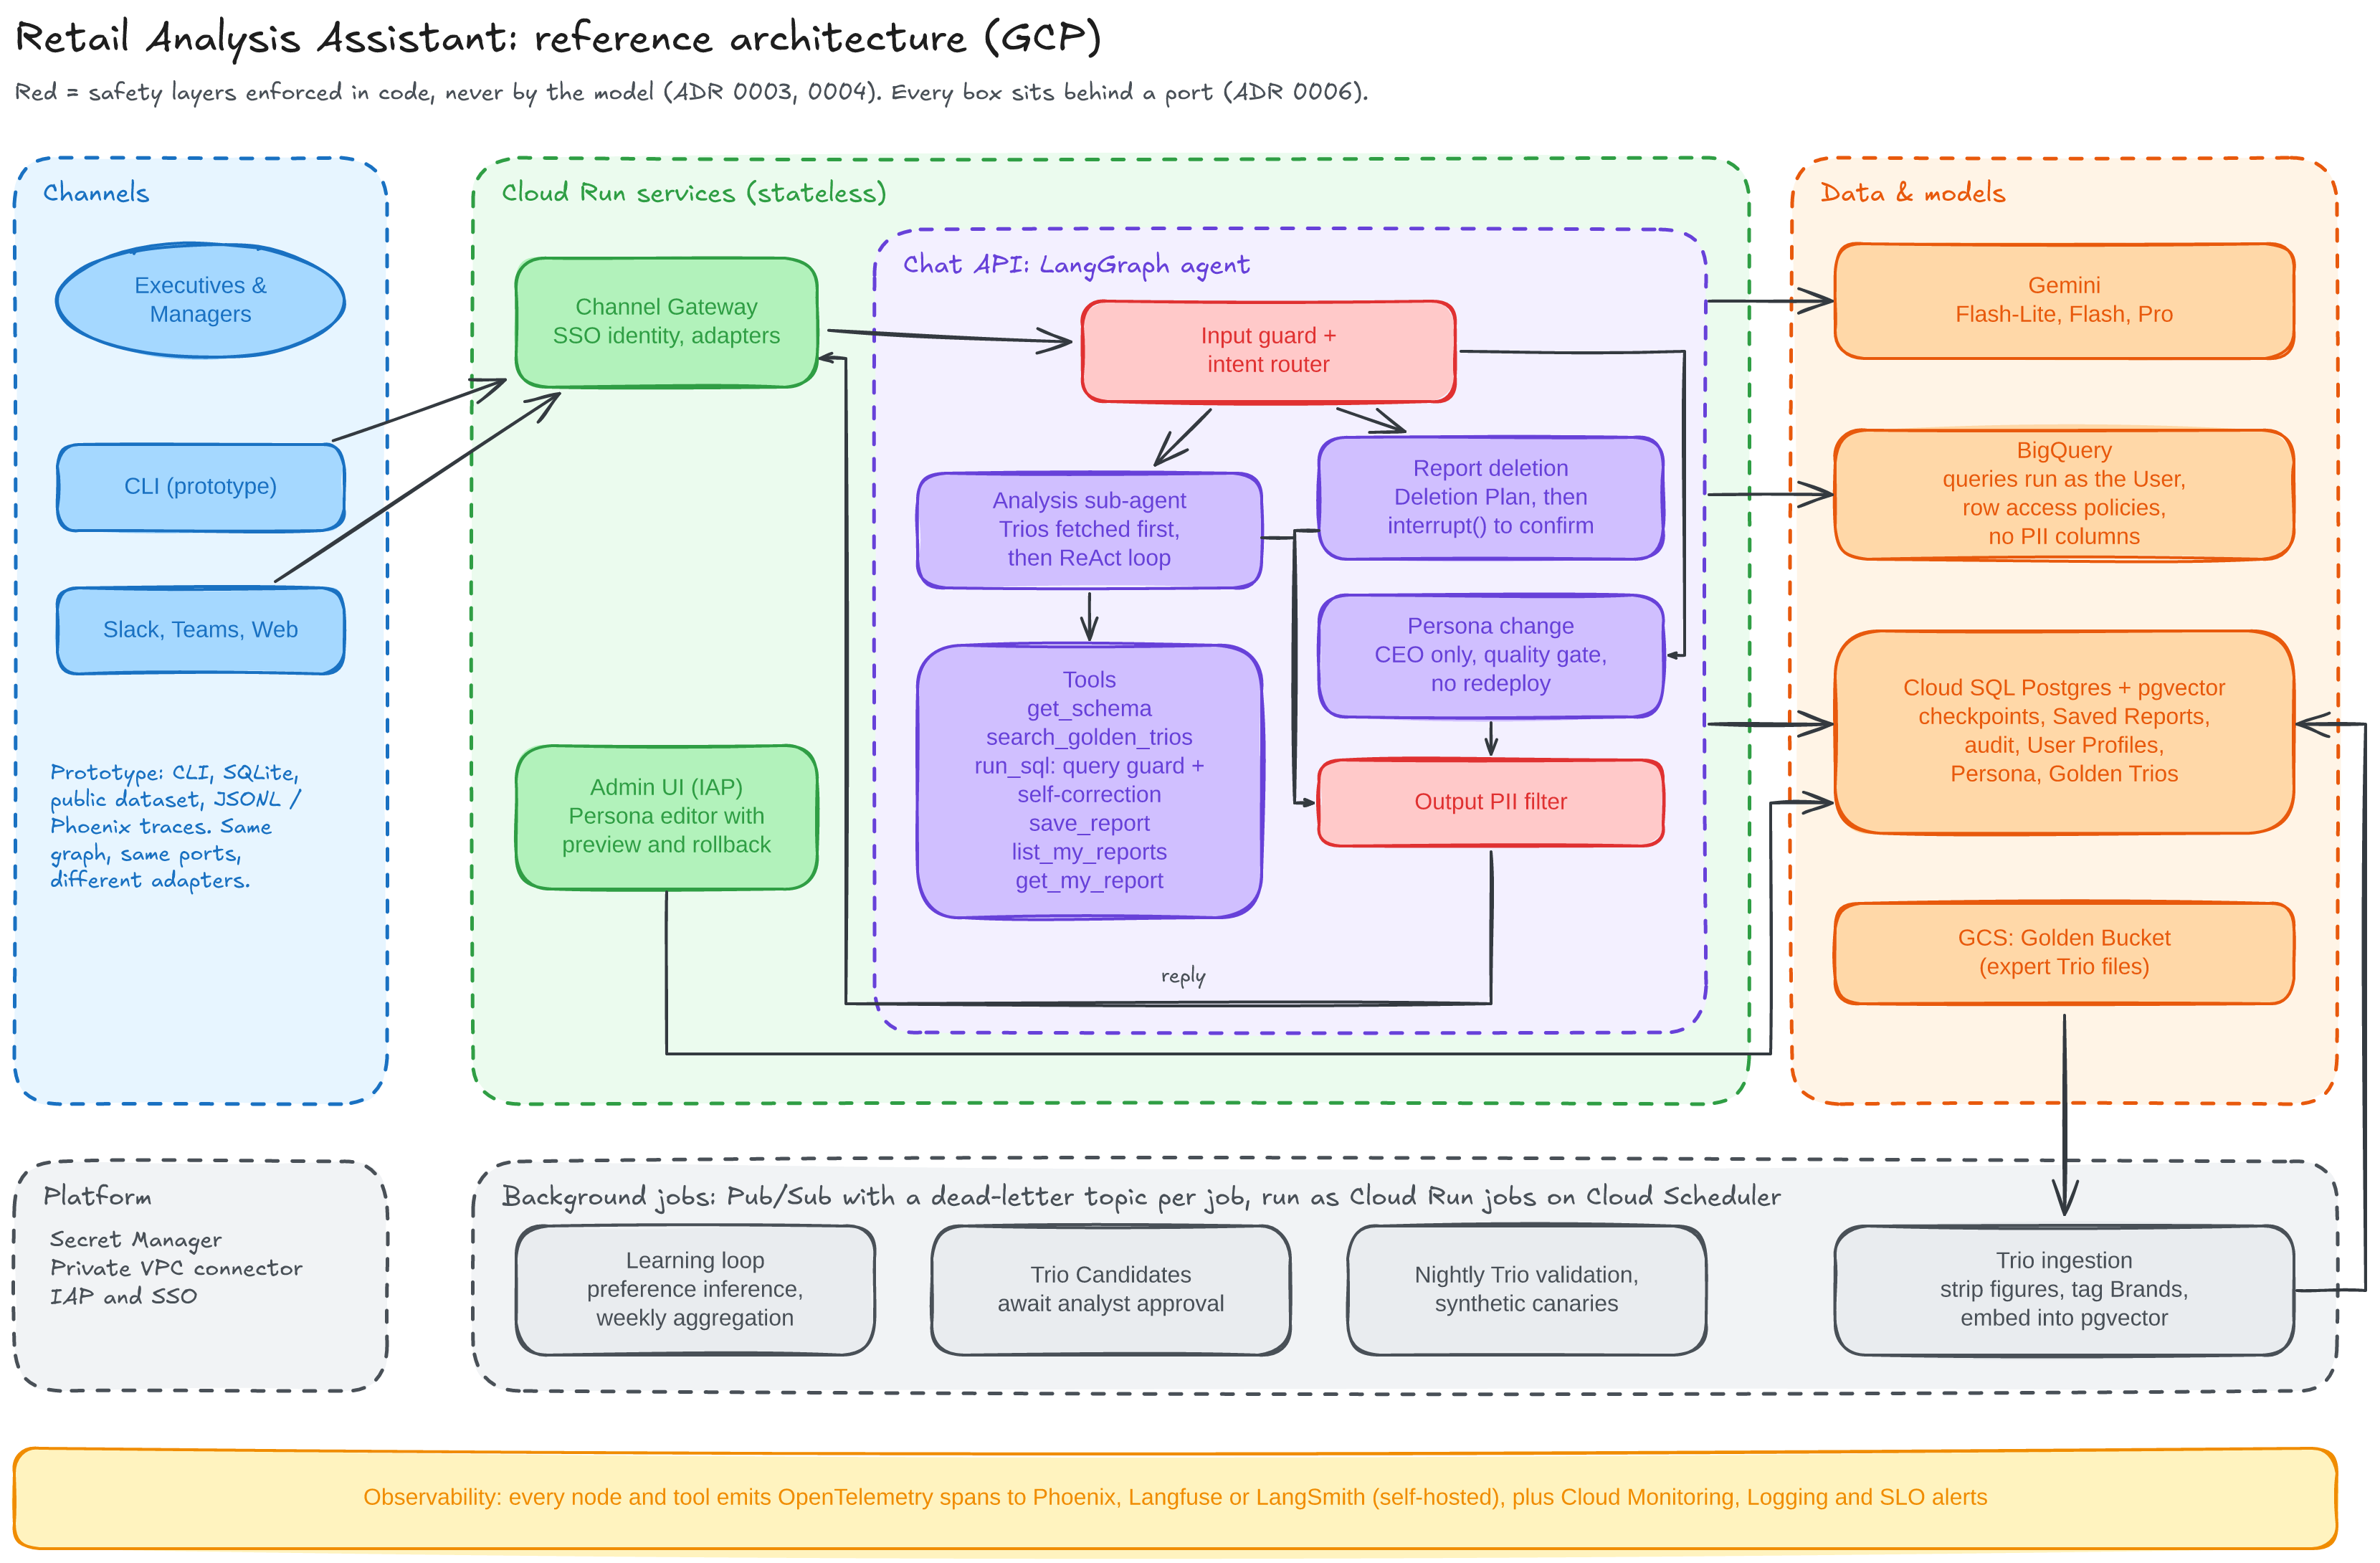 Retail Analysis Assistant: reference architecture (GCP)
Red = safety layers enforced in code, never by the model (ADR 0003, 0004). Every box sits behind a port (ADR 0006).
Channels
Executives &
Managers
CLI (prototype)
Slack, Teams, Web
Prototype: CLI, SQLite,
public dataset, JSONL /
Phoenix traces. Same
graph, same ports,
different adapters.
Cloud Run services (stateless)
Channel Gateway
SSO identity, adapters
Admin UI (IAP)
Persona editor with
preview and rollback
Chat API: LangGraph agent
Input guard +
intent router
Analysis sub-agent
Trios fetched first,
then ReAct loop
Report deletion
Deletion Plan, then
interrupt() to confirm
Persona change
CEO only, quality gate,
no redeploy
Tools
get_schema
search_golden_trios
run_sql: query guard +
self-correction
save_report
list_my_reports
get_my_report
Output PII filter
reply
Data & models
Gemini
Flash-Lite, Flash, Pro
BigQuery
queries run as the User,
row access policies,
no PII columns
Cloud SQL Postgres + pgvector
checkpoints, Saved Reports,
audit, User Profiles,
Persona, Golden Trios
GCS: Golden Bucket
(expert Trio files)
Platform
Secret Manager
Private VPC connector
IAP and SSO
Background jobs: Pub/Sub with a dead-letter topic per job, run as Cloud Run jobs on Cloud Scheduler
Learning loop
preference inference,
weekly aggregation
Trio Candidates
await analyst approval
Nightly Trio validation,
synthetic canaries
Trio ingestion
strip figures, tag Brands,
embed into pgvector
Observability: every node and tool emits OpenTelemetry spans to Phoenix, Langfuse or LangSmith (self-hosted), plus Cloud Monitoring, Logging and SLO alerts